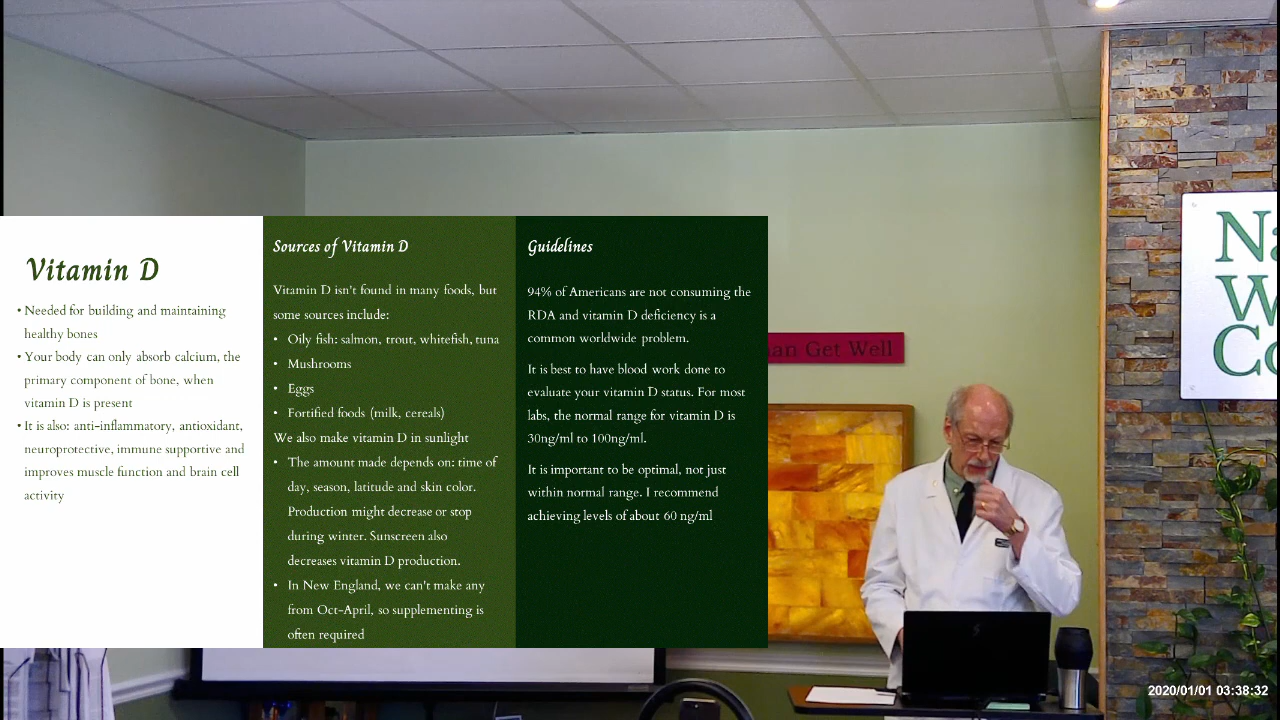 Vitamin D
• Needed for building and maintaining
healthy bones
• Your body can only absorb calcium, the
primary component of bone, when
vitamin D is present
• It is also: anti-inflammatory, antioxidant,
neuroprotective, immune supportive and
improves muscle function and brain cell
activity
Sources of Vitamin D
Vitamin D isn't found in many foods, but
some sources include:
• Oily fish: salmon, trout, whitefish, tuna
• Mushrooms
• Eggs
• Fortified foods (milk, cereals)
We also make vitamin D in sunlight
• The amount made depends on: time of
day, season, latitude and skin color.
Production might decrease or stop
during winter. Sunscreen also
decreases vitamin D production.
• In New England, we can't make any
from Oct-April, so supplementing is
often required
Guidelines
94% of Americans are not consuming the
RDA and vitamin D deficiency is a
common worldwide problem.
It is best to have blood work done to
evaluate your vitamin D status. For most
labs, the normal range for vitamin D is
30ng/ml to 100ng/ml.
It is important to be optimal, not just
within normal range. I recommend
achieving levels of about 60 ng/ml
an Get Well
Na
W
Co
2020/01/01 03:38:32